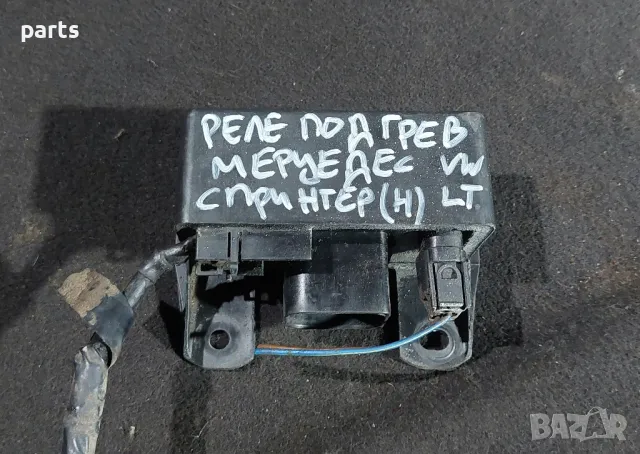 parts
РЕЛЕ ПОДГРЕВ
МЕРЦЕДЕС VW
СПРИНТЕР (Н) LT
BAZAR